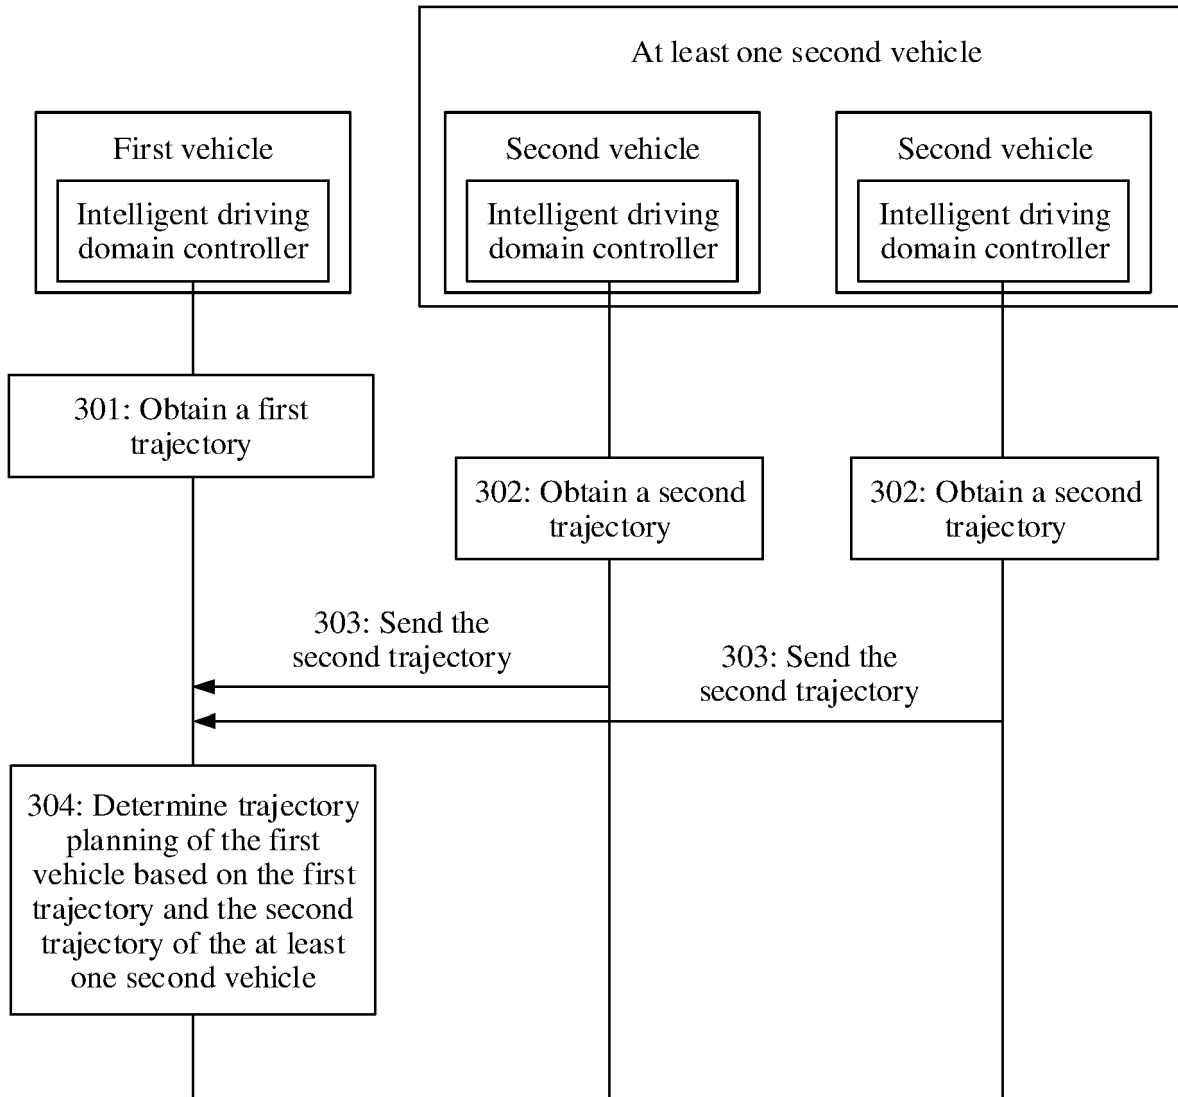 At least one second vehicle
First vehicle
Intelligent driving
domain controller
Second vehicle
Intelligent driving
domain controller
Second vehicle
Intelligent driving
domain controller
301: Obtain a first
trajectory
302: Obtain a second
trajectory
302: Obtain a second
trajectory
303: Send the
second trajectory
303: Send the
second trajectory
304: Determine trajectory
planning of the first
vehicle based on the first
trajectory and the second
trajectory of the at least
one second vehicle